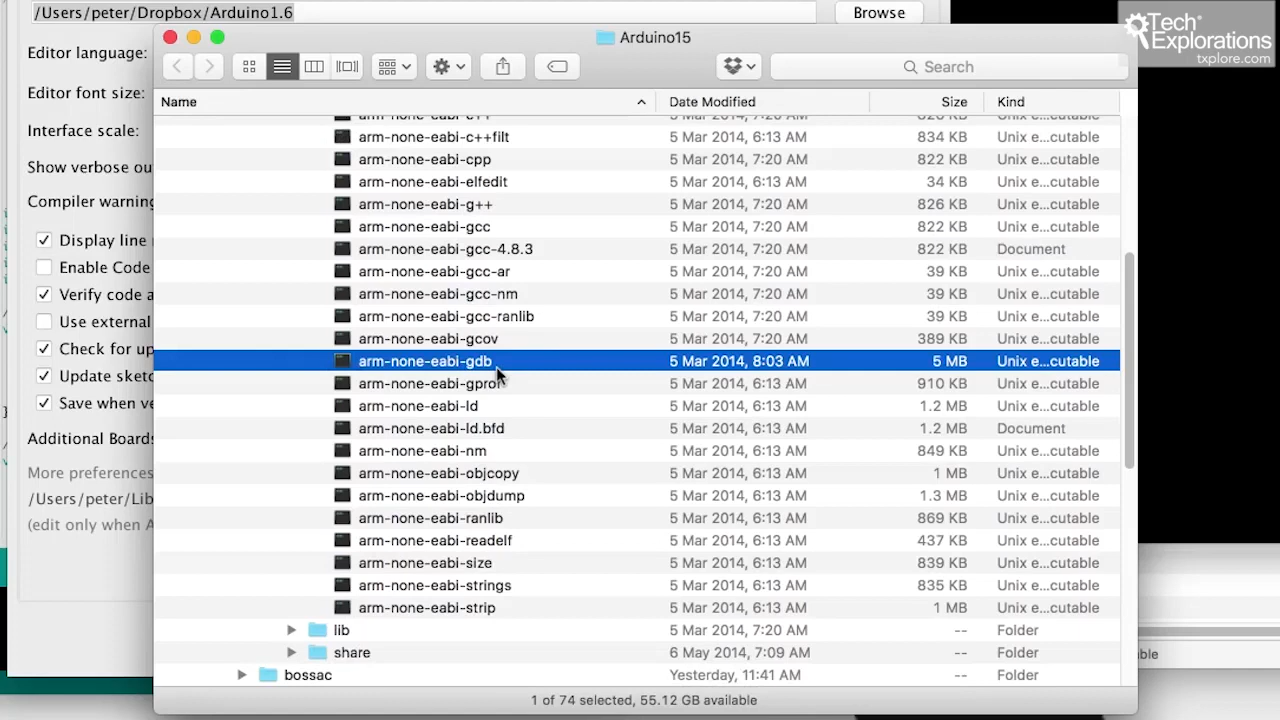 /Users/peter/Dropbox/Arduino1.6
Browse
Tech
Explorations
txplore.com
Editor language:
Editor font size:
Interface scale:
Show verbose ou
Compiler warning
Display line
Enable Code
Verify code a
Use external
Check for up
Update sketc
Save when ve
Additional Boards
More preferences
/Users/peter/Lib
(edit only when A
Arduino15
Search
Name Date Modified Size Kind
arm-none-eabi-c++filt 5 Mar 2014, 6:13 AM 834 KB Unix e...cutable
arm-none-eabi-cpp 5 Mar 2014, 7:20 AM 822 KB Unix e...cutable
arm-none-eabi-elfedit 5 Mar 2014, 6:13 AM 34 KB Unix e...cutable
arm-none-eabi-g++ 5 Mar 2014, 7:20 AM 826 KB Unix e...cutable
arm-none-eabi-gcc 5 Mar 2014, 7:20 AM 822 KB Unix e...cutable
arm-none-eabi-gcc-4.8.3 5 Mar 2014, 7:20 AM 822 KB Document
arm-none-eabi-gcc-ar 5 Mar 2014, 7:20 AM 39 KB Unix e...cutable
arm-none-eabi-gcc-nm 5 Mar 2014, 7:20 AM 39 KB Unix e...cutable
arm-none-eabi-gcc-ranlib 5 Mar 2014, 7:20 AM 39 KB Unix e...cutable
arm-none-eabi-gcov 5 Mar 2014, 7:20 AM 389 KB Unix e...cutable
arm-none-eabi-gdb 5 Mar 2014, 8:03 AM 5 MB Unix e...cutable
arm-none-eabi-gprof 5 Mar 2014, 6:13 AM 910 KB Unix e...cutable
arm-none-eabi-ld 5 Mar 2014, 6:13 AM 1.2 MB Unix e...cutable
arm-none-eabi-ld.bfd 5 Mar 2014, 6:13 AM 1.2 MB Document
arm-none-eabi-nm 5 Mar 2014, 6:13 AM 849 KB Unix e...cutable
arm-none-eabi-objcopy 5 Mar 2014, 6:13 AM 1 MB Unix e...cutable
arm-none-eabi-objdump 5 Mar 2014, 6:13 AM 1.3 MB Unix e...cutable
arm-none-eabi-ranlib 5 Mar 2014, 6:13 AM 869 KB Unix e...cutable
arm-none-eabi-readelf 5 Mar 2014, 6:13 AM 437 KB Unix e...cutable
arm-none-eabi-size 5 Mar 2014, 6:13 AM 839 KB Unix e...cutable
arm-none-eabi-strings 5 Mar 2014, 6:13 AM 835 KB Unix e...cutable
arm-none-eabi-strip 5 Mar 2014, 6:13 AM 1 MB Unix e...cutable
lib 5 Mar 2014, 7:20 AM -- Folder
share 6 May 2014, 7:09 AM -- Folder
bossac Yesterday, 11:41 AM -- Folder
1 of 74 selected, 55.12 GB available